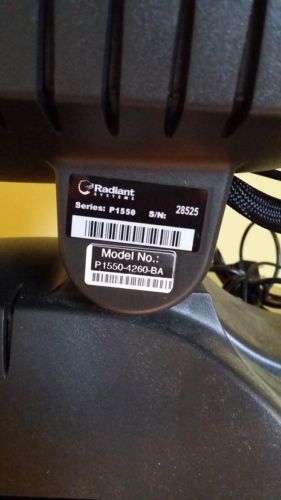 Radiant
SYSTEMS
Series: P1550 S/N: 28525
Model No.:
P1550-4260-BA